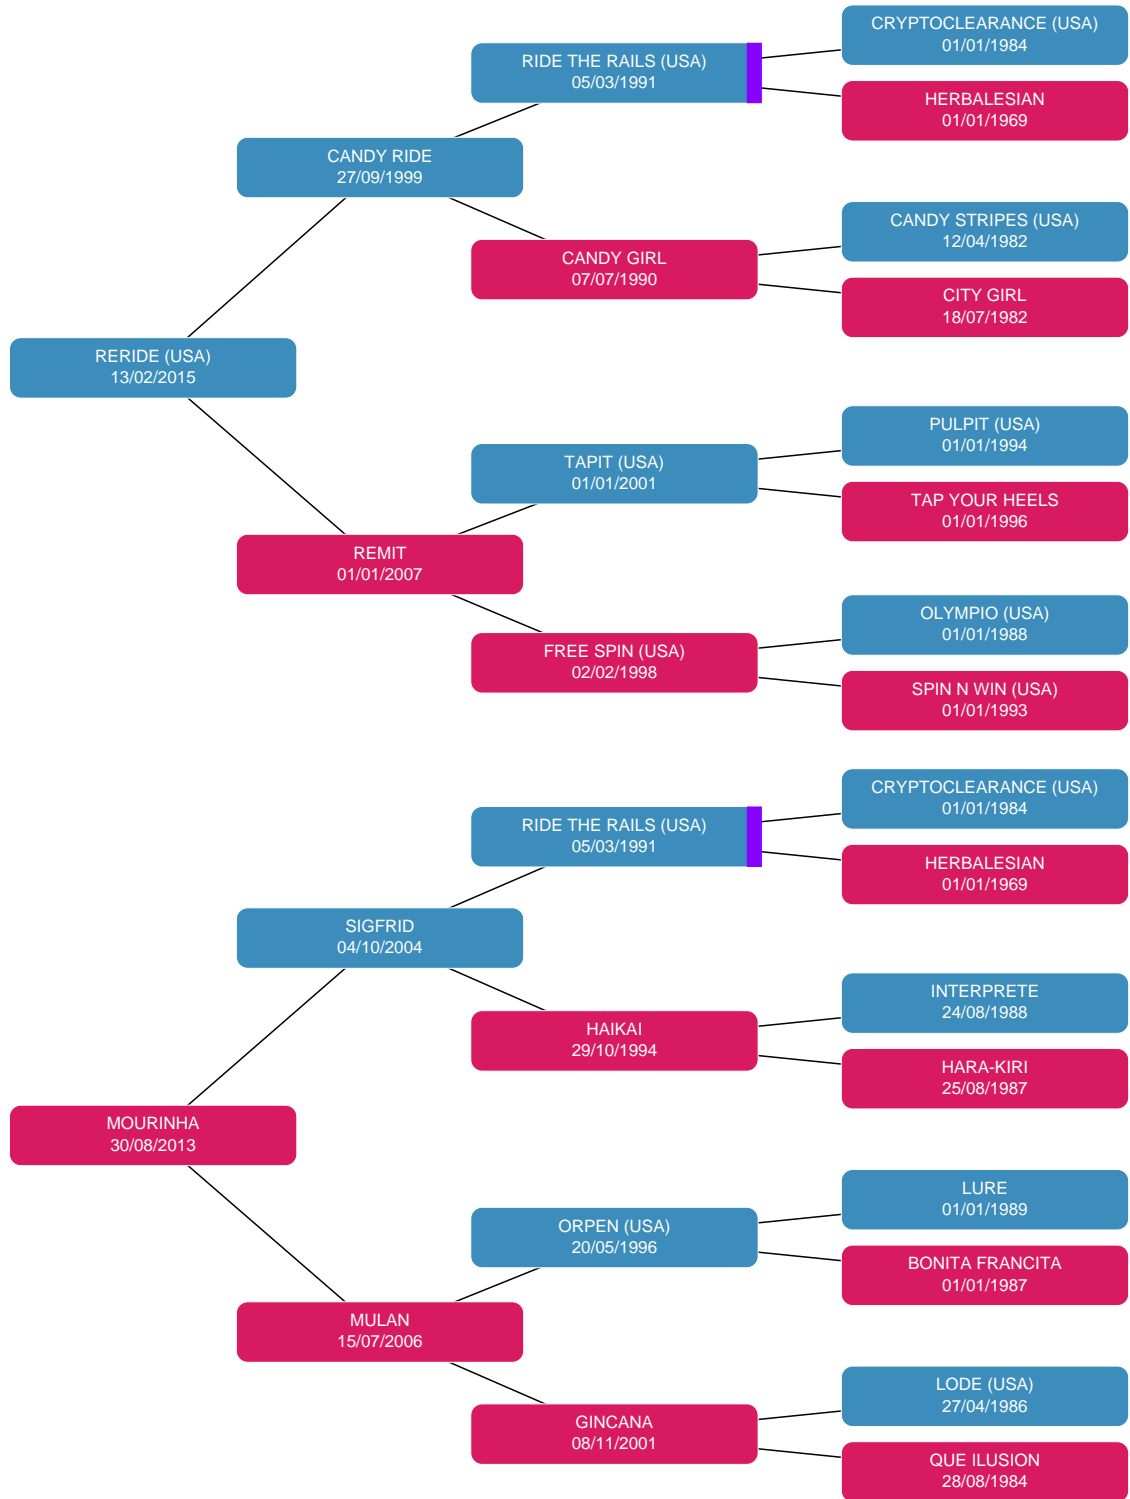 CRYPTOCLEARANCE (USA)
01/01/1984
RIDE THE RAILS (USA)
05/03/1991
HERBALESIAN
01/01/1969
CANDY RIDE
27/09/1999
CANDY STRIPES (USA)
12/04/1982
CANDY GIRL
07/07/1990
CITY GIRL
18/07/1982
RERIDE (USA)
13/02/2015
PULPIT (USA)
01/01/1994
TAPIT (USA)
01/01/2001
TAP YOUR HEELS
01/01/1996
REMIT
01/01/2007
OLYMPIO (USA)
01/01/1988
FREE SPIN (USA)
02/02/1998
SPIN N WIN (USA)
01/01/1993
CRYPTOCLEARANCE (USA)
01/01/1984
RIDE THE RAILS (USA)
05/03/1991
HERBALESIAN
01/01/1969
SIGFRID
04/10/2004
INTERPRETE
24/08/1988
HAIKAI
29/10/1994
HARA-KIRI
25/08/1987
MOURINHA
30/08/2013
LURE
01/01/1989
ORPEN (USA)
20/05/1996
BONITA FRANCITA
01/01/1987
MULAN
15/07/2006
LODE (USA)
27/04/1986
GINCANA
08/11/2001
QUE ILUSION
28/08/1984